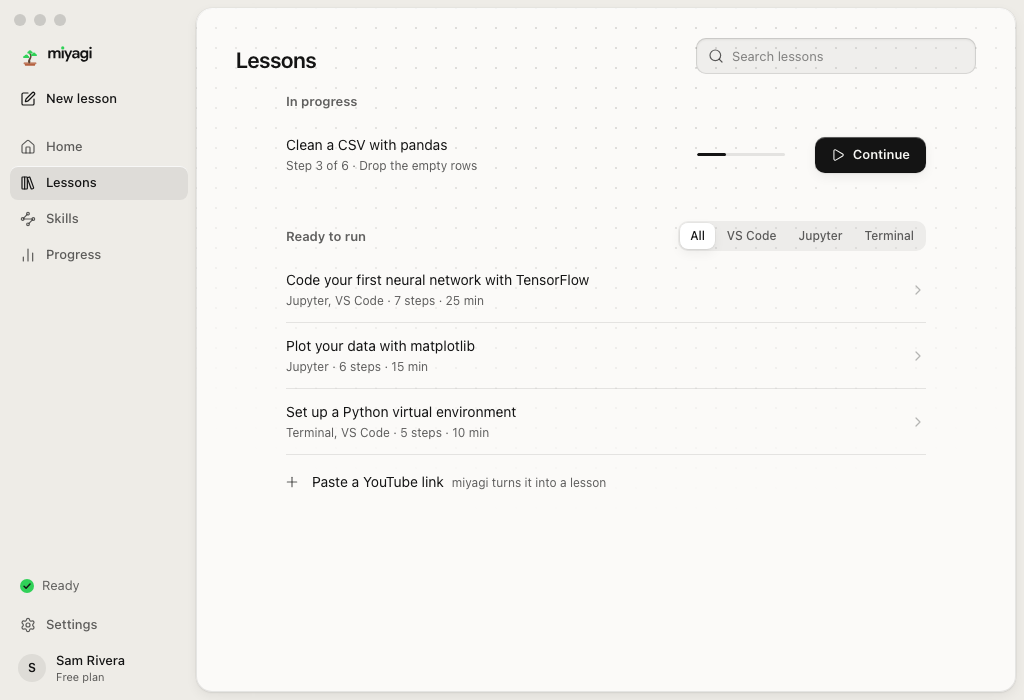 miyagi
New lesson
Home
Lessons
Skills
Progress
Ready
Settings
S
Sam Rivera
Free plan
Lessons
Search lessons
In progress
Clean a CSV with pandas
Step 3 of 6 · Drop the empty rows
Continue
Ready to run
All VS Code Jupyter Terminal
Code your first neural network with TensorFlow
Jupyter, VS Code · 7 steps · 25 min
Plot your data with matplotlib
Jupyter · 6 steps · 15 min
Set up a Python virtual environment
Terminal, VS Code · 5 steps · 10 min
Paste a YouTube link miyagi turns it into a lesson